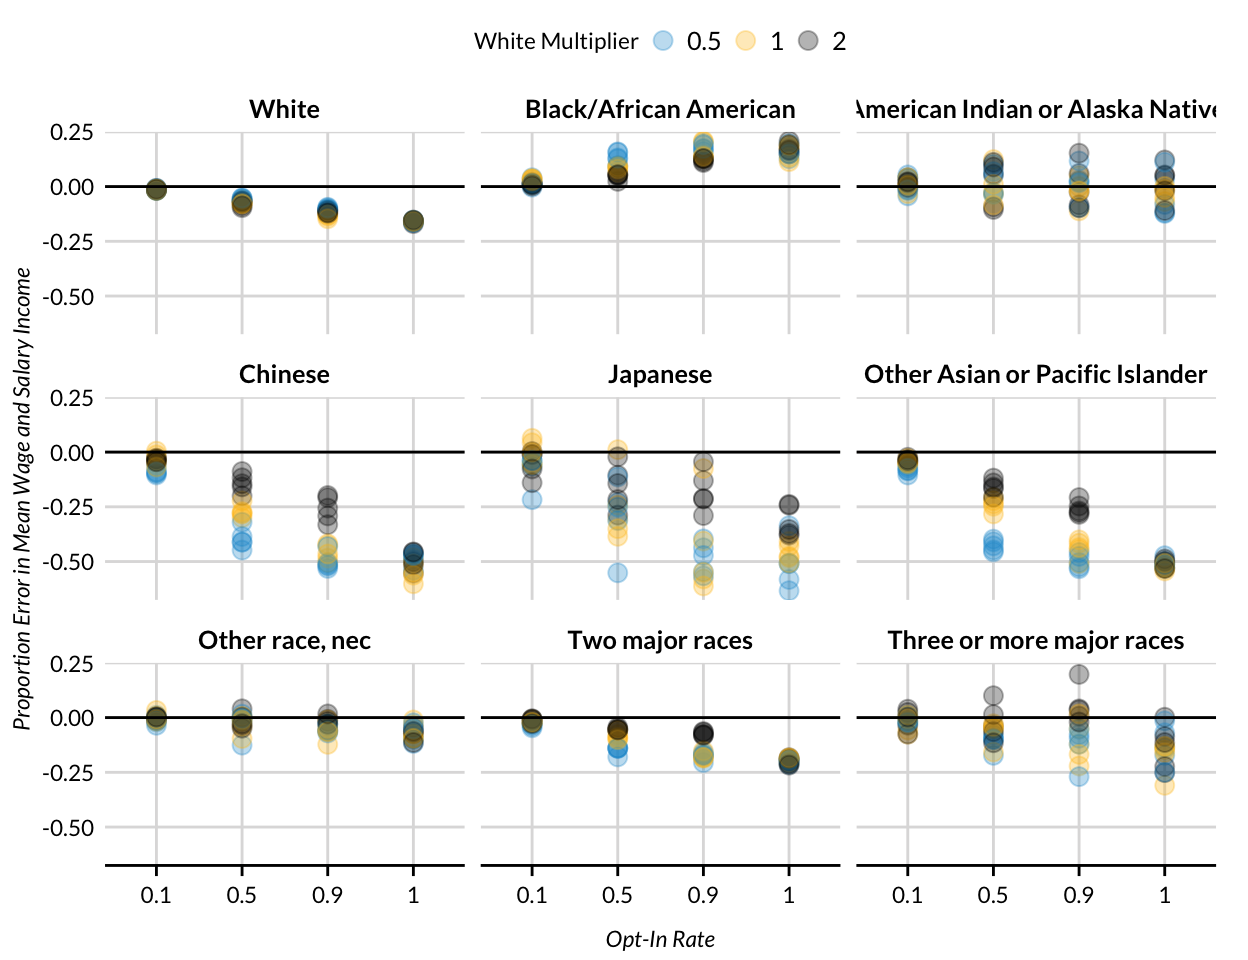 White Multiplier 0.5 1 2
White
Black/African American
American Indian or Alaska Native
0.25
0.00
-0.25
-0.50
Chinese
Japanese
Other Asian or Pacific Islander
0.25
0.00
-0.25
-0.50
Other race, nec
Two major races
Three or more major races
0.25
0.00
-0.25
-0.50
0.1 0.5 0.9 1
0.1 0.5 0.9 1
0.1 0.5 0.9 1
Opt-In Rate
Proportion Error in Mean Wage and Salary Income